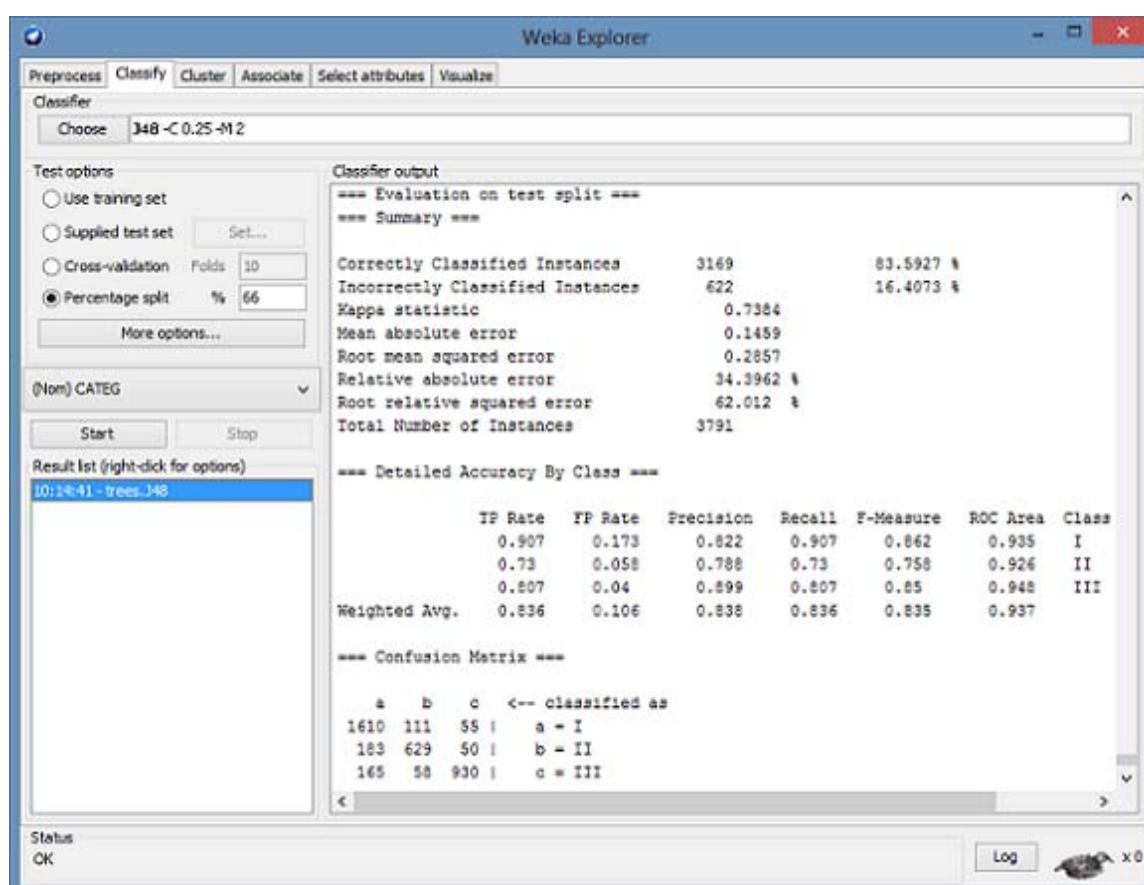 Weka Explorer
Preprocess Classify Cluster Associate Select attributes Visualize
Classifier
Choose J48 -C 0.25 -M 2
Test options
Use training set
Supplied test set Set...
Cross-validation Folds 10
Percentage split % 66
More options...
(Nom) CATEG
Start Stop
Result list (right-click for options)
10:14:41 - trees.J48
Classifier output
=== Evaluation on test split ===
=== Summary ===
Correctly Classified Instances 3169 83.5927 %
Incorrectly Classified Instances 622 16.4073 %
Kappa statistic 0.7384
Mean absolute error 0.1459
Root mean squared error 0.2857
Relative absolute error 34.3962 %
Root relative squared error 62.012 %
Total Number of Instances 3791
=== Detailed Accuracy By Class ===
TP Rate FP Rate Precision Recall F-Measure ROC Area Class
0.907 0.173 0.822 0.907 0.862 0.935 I
0.73 0.058 0.788 0.73 0.758 0.926 II
0.807 0.04 0.899 0.807 0.85 0.948 III
Weighted Avg. 0.836 0.106 0.838 0.836 0.835 0.937
=== Confusion Matrix ===
a b c <-- classified as
1610 111 55 | a = I
183 629 50 | b = II
165 58 930 | c = III
Status
OK
Log x 0